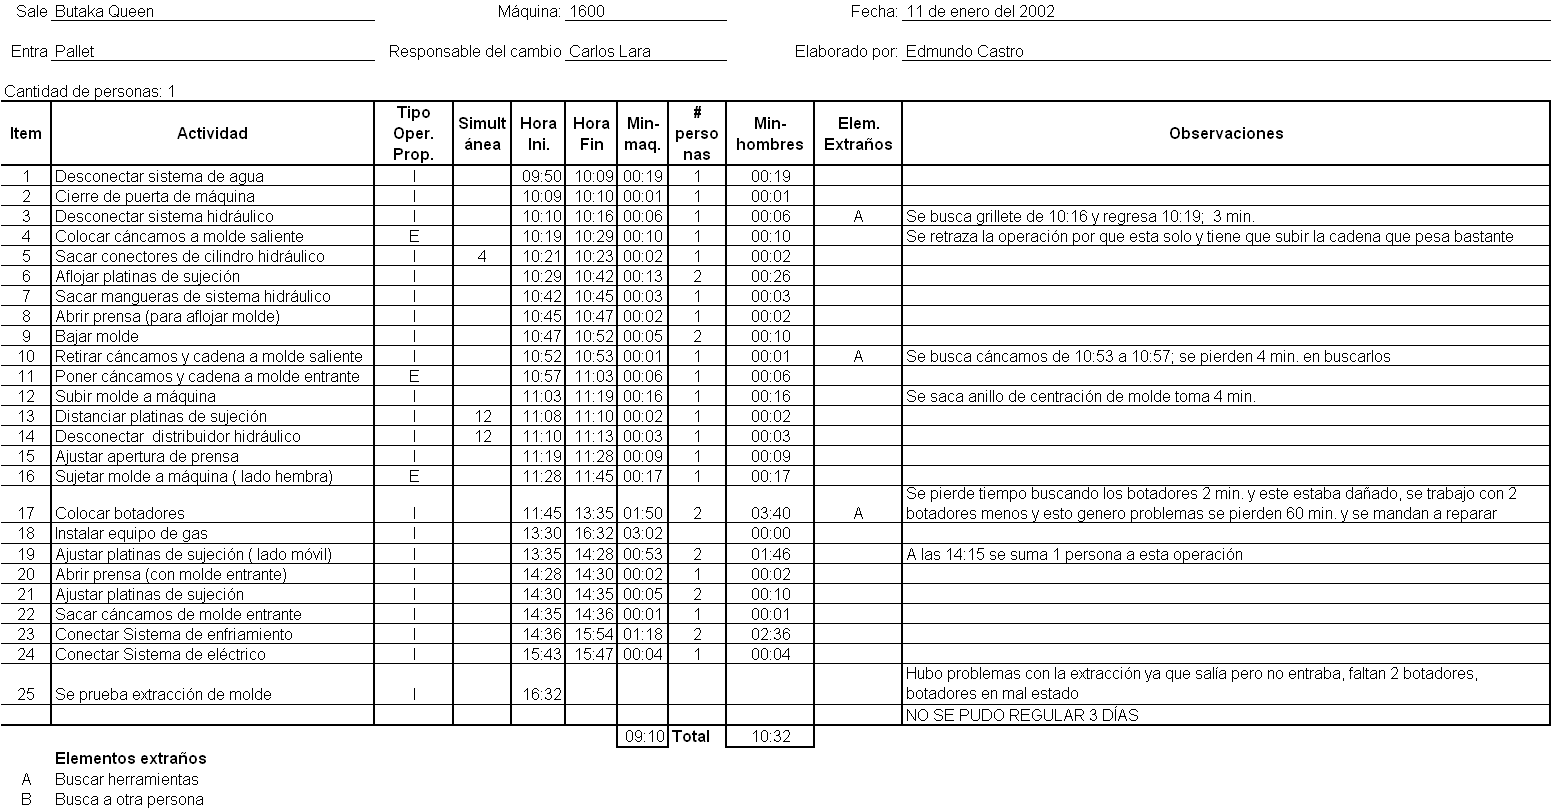 Sale Butaka Queen Máquina: 1600 Fecha: 11 de enero del 2002
Entra Pallet Responsable del cambio Carlos Lara Elaborado por: Edmundo Castro
Cantidad de personas: 1
Item Actividad Tipo Oper. Prop. Simult ánea Hora Ini. Hora Fin Min-maq. # perso nas Min-hombres Elem. Extraños Observaciones
1 Desconectar sistema de agua I 09:50 10:09 00:19 1 00:19
2 Cierre de puerta de máquina I 10:09 10:10 00:01 1 00:01
3 Desconectar sistema hidráulico I 10:10 10:16 00:06 1 00:06 A Se busca grillete de 10:16 y regresa 10:19; 3 min.
4 Colocar cáncamos a molde saliente E 10:19 10:29 00:10 1 00:10 Se retraza la operación por que esta solo y tiene que subir la cadena que pesa bastante
5 Sacar conectores de cilindro hidráulico I 4 10:21 10:23 00:02 1 00:02
6 Aflojar platinas de sujeción I 10:29 10:42 00:13 2 00:26
7 Sacar mangueras de sistema hidráulico I 10:42 10:45 00:03 1 00:03
8 Abrir prensa (para aflojar molde) I 10:45 10:47 00:02 1 00:02
9 Bajar molde I 10:47 10:52 00:05 2 00:10
10 Retirar cáncamos y cadena a molde saliente I 10:52 10:53 00:01 1 00:01 A Se busca cáncamos de 10:53 a 10:57; se pierden 4 min. en buscarlos
11 Poner cáncamos y cadena a molde entrante E 10:57 11:03 00:06 1 00:06
12 Subir molde a máquina I 11:03 11:19 00:16 1 00:16 Se saca anillo de centración de molde toma 4 min.
13 Distanciar platinas de sujeción I 12 11:08 11:10 00:02 1 00:02
14 Desconectar distribuidor hidráulico I 12 11:10 11:13 00:03 1 00:03
15 Ajustar apertura de prensa I 11:19 11:28 00:09 1 00:09
16 Sujetar molde a máquina ( lado hembra) E 11:28 11:45 00:17 1 00:17
17 Colocar botadores I 11:45 13:35 01:50 2 03:40 A Se pierde tiempo buscando los botadores 2 min. y este estaba dañado, se trabajo con 2
botadores menos y esto genero problemas se pierden 60 min. y se mandan a reparar
18 Instalar equipo de gas I 13:30 16:32 03:02 00:00
19 Ajustar platinas de sujeción ( lado móvil) I 13:35 14:28 00:53 2 01:46 A las 14:15 se suma 1 persona a esta operación
20 Abrir prensa (con molde entrante) I 14:28 14:30 00:02 1 00:02
21 Ajustar platinas de sujeción I 14:30 14:35 00:05 2 00:10
22 Sacar cáncamos de molde entrante I 14:35 14:36 00:01 1 00:01
23 Conectar Sistema de enfriamiento I 14:36 15:54 01:18 2 02:36
24 Conectar Sistema de eléctrico I 15:43 15:47 00:04 1 00:04
25 Se prueba extracción de molde I 16:32 Hubo problemas con la extracción ya que salía pero no entraba, faltan 2 botadores,
botadores en mal estado
NO SE PUDO REGULAR 3 DÍAS
09:10 Total 10:32
Elementos extraños
A Buscar herramientas
B Busca a otra persona